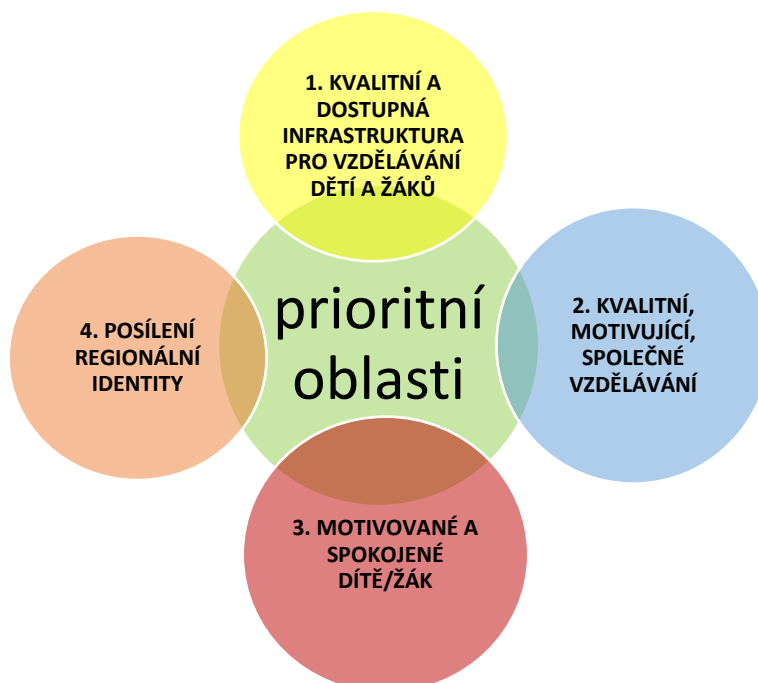 1. KVALITNÍ A
DOSTUPNÁ
INFRASTRUKTURA
PRO VZDĚLÁVÁNÍ
DĚTÍ A ŽÁKŮ
prioritní
oblasti
2. KVALITNÍ,
MOTIVUJÍCÍ,
SPOLEČNÉ
VZDĚLÁVÁNÍ
3. MOTIVOVANÉ A
SPOKOJENÉ
DÍTĚ/ŽÁK
4. POSÍLENÍ
REGIONÁLNÍ
IDENTITY